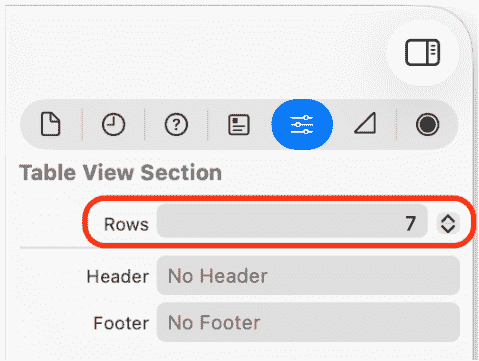 Table View Section
Rows 7
Header No Header
Footer No Footer